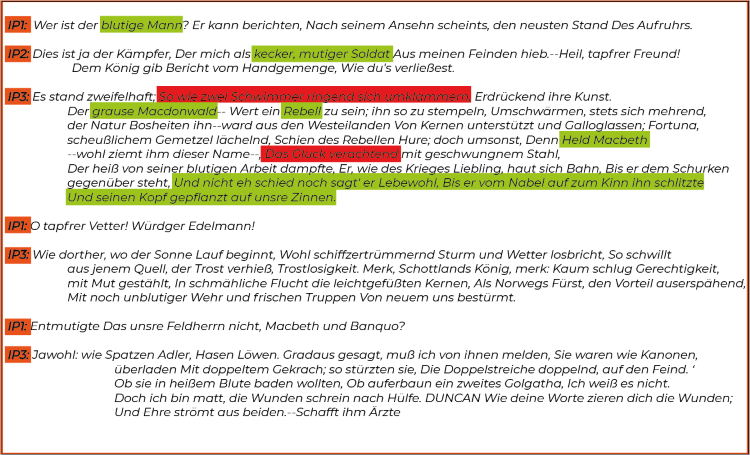 IP1: Wer ist der blutige Mann? Er kann berichten, Nach seinem Ansehn scheints, den neusten Stand Des Aufruhrs.
IP2: Dies ist ja der Kämpfer, Der mich als kecker, mutiger Soldat Aus meinen Feinden hieb.--Heil, tapfrer Freund!
Dem König gib Bericht vom Handgemenge, Wie du's verließest.
IP3: Es stand zweifelhaft; So wie zwei Schwimmer ringend sich umklammern, Erdrückend ihre Kunst.
Der grause Macdonwald-- Wert ein Rebell zu sein; ihn so zu stempeln, Umschwärmen, stets sich mehrend,
der Natur Bosheiten ihn--ward aus den Westeilanden Von Kernen unterstützt und Galloglassen; Fortuna,
scheußlichem Gemetzel lächelnd, Schien des Rebellen Hure; doch umsonst, Denn Held Macbeth
--wohl ziemt ihm dieser Name--, Das Glück verachtend mit geschwungnem Stahl,
Der heiß von seiner blutigen Arbeit dampfte, Er, wie des Krieges Liebling, haut sich Bahn, Bis er dem Schurken
gegenüber steht, Und nicht eh schied noch sagt' er Lebewohl, Bis er vom Nabel auf zum Kinn ihn schlitzte
Und seinen Kopf gepflanzt auf unsre Zinnen.
IP1: O tapfrer Vetter! Würdger Edelmann!
IP3: Wie dorther, wo der Sonne Lauf beginnt, Wohl schiffzertrümmernd Sturm und Wetter losbricht, So schwillt
aus jenem Quell, der Trost verhieß, Trostlosigkeit. Merk, Schottlands König, merk: Kaum schlug Gerechtigkeit,
mit Mut gestählt, In schmähliche Flucht die leichtgefüßten Kernen, Als Norwegs Fürst, den Vorteil auserspähend,
Mit noch unblutiger Wehr und frischen Truppen Von neuem uns bestürmt.
IP1: Entmutigte Das unsre Feldherrn nicht, Macbeth und Banquo?
IP3: Jawohl: wie Spatzen Adler, Hasen Löwen. Gradaus gesagt, muß ich von ihnen melden, Sie waren wie Kanonen,
überladen Mit doppeltem Gekrach; so stürzten sie, Die Doppelstreiche doppelnd, auf den Feind. ‘
Ob sie in heißem Blute baden wollten, Ob auferbaun ein zweites Golgatha, Ich weiß es nicht.
Doch ich bin matt, die Wunden schrein nach Hülfe. DUNCAN Wie deine Worte zieren dich die Wunden;
Und Ehre strömt aus beiden.--Schafft ihm Ärzte